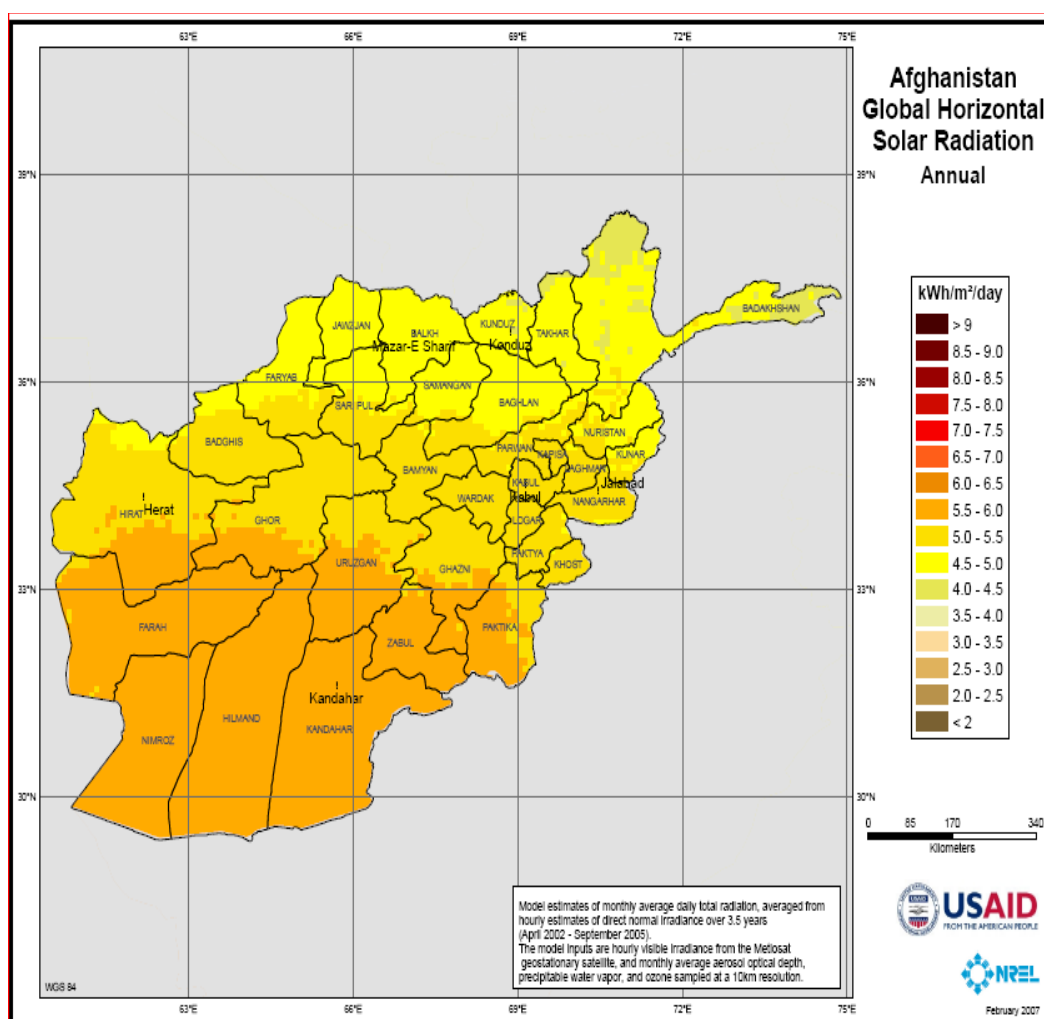 63°E 66°E 69°E 72°E 75°E
Afghanistan
Global Horizontal
Solar Radiation
Annual
39°N 39°N
kWh/m²/day
> 9
8.5 - 9.0
8.0 - 8.5
7.5 - 8.0
7.0 - 7.5
6.5 - 7.0
6.0 - 6.5
5.5 - 6.0
5.0 - 5.5
4.5 - 5.0
4.0 - 4.5
3.5 - 4.0
3.0 - 3.5
2.5 - 3.0
2.0 - 2.5
< 2
BADAKHSHAN
JAWZJAN
BALKH
KUNDUZ
TAKHAR
Mazar-E Sharif
Konduz
36°N 36°N
FARYAB
SAMANGAN
SARI PUL
BAGHLAN
NURISTAN
BADGHIS
PARWAN
KAPISA
KUNAR
BAMYAN
LAGHMAN
KABUL
Jalabad
WARDAK
Kabul
NANGARHAR
HIRAT
Herat
GHOR
LOGAR
PAKTYA
URUZGAN
GHAZNI
KHOST
33°N 33°N
FARAH
PAKTIKA
ZABUL
Kandahar
HILMAND
KANDAHAR
NIMROZ
30°N 30°N
0 85 170 340
Kilometers
Model estimates of monthly average daily total radiation, averaged from
hourly estimates of direct normal irradiance over 3.5 years
(April 2002 - September 2005).
The model inputs are hourly visible irradiance from the Metiosat
geostationary satellite, and monthly average aerosol optical depth,
precipitable water vapor, and ozone sampled at a 10km resolution.
USAID
FROM THE AMERICAN PEOPLE
NREL
WGS 84
63°E 66°E 69°E 72°E 75°E
February 2007